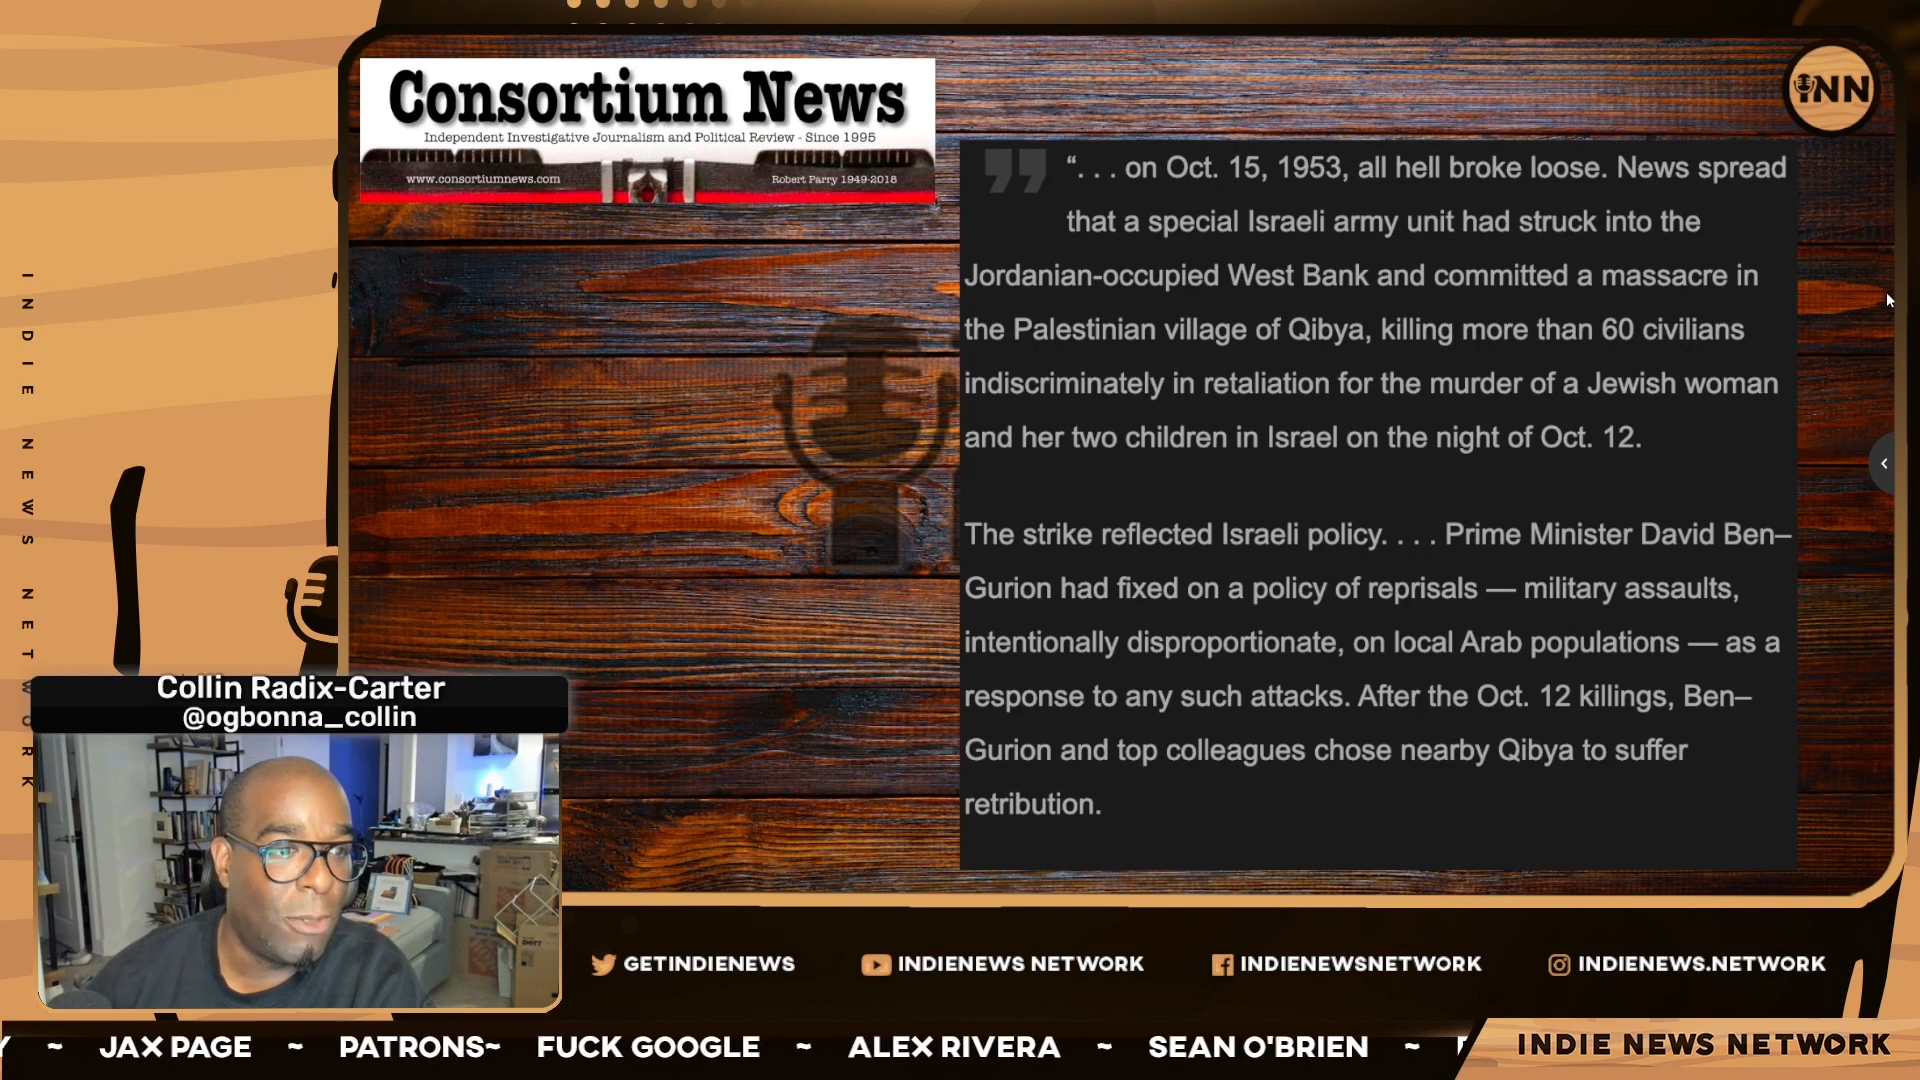 Consortium News
Independent Investigative Journalism and Political Review - Since 1995
www.consortiumnews.com
Robert Parry 1949-2018
iNN
“. . . on Oct. 15, 1953, all hell broke loose. News spread
that a special Israeli army unit had struck into the
Jordanian-occupied West Bank and committed a massacre in
the Palestinian village of Qibya, killing more than 60 civilians
indiscriminately in retaliation for the murder of a Jewish woman
and her two children in Israel on the night of Oct. 12.
The strike reflected Israeli policy. . . . Prime Minister David Ben–
Gurion had fixed on a policy of reprisals — military assaults,
intentionally disproportionate, on local Arab populations — as a
response to any such attacks. After the Oct. 12 killings, Ben–
Gurion and top colleagues chose nearby Qibya to suffer
retribution.
INDIE NEWS NETWORK
Collin Radix-Carter
@ogbonna_collin
GETINDIENEWS
INDIENEWS NETWORK
INDIENEWSNETWORK
INDIENEWS.NETWORK
~ JAX PAGE ~ PATRONS~ FUCK GOOGLE ~ ALEX RIVERA ~ SEAN O'BRIEN ~
INDIE NEWS NETWORK